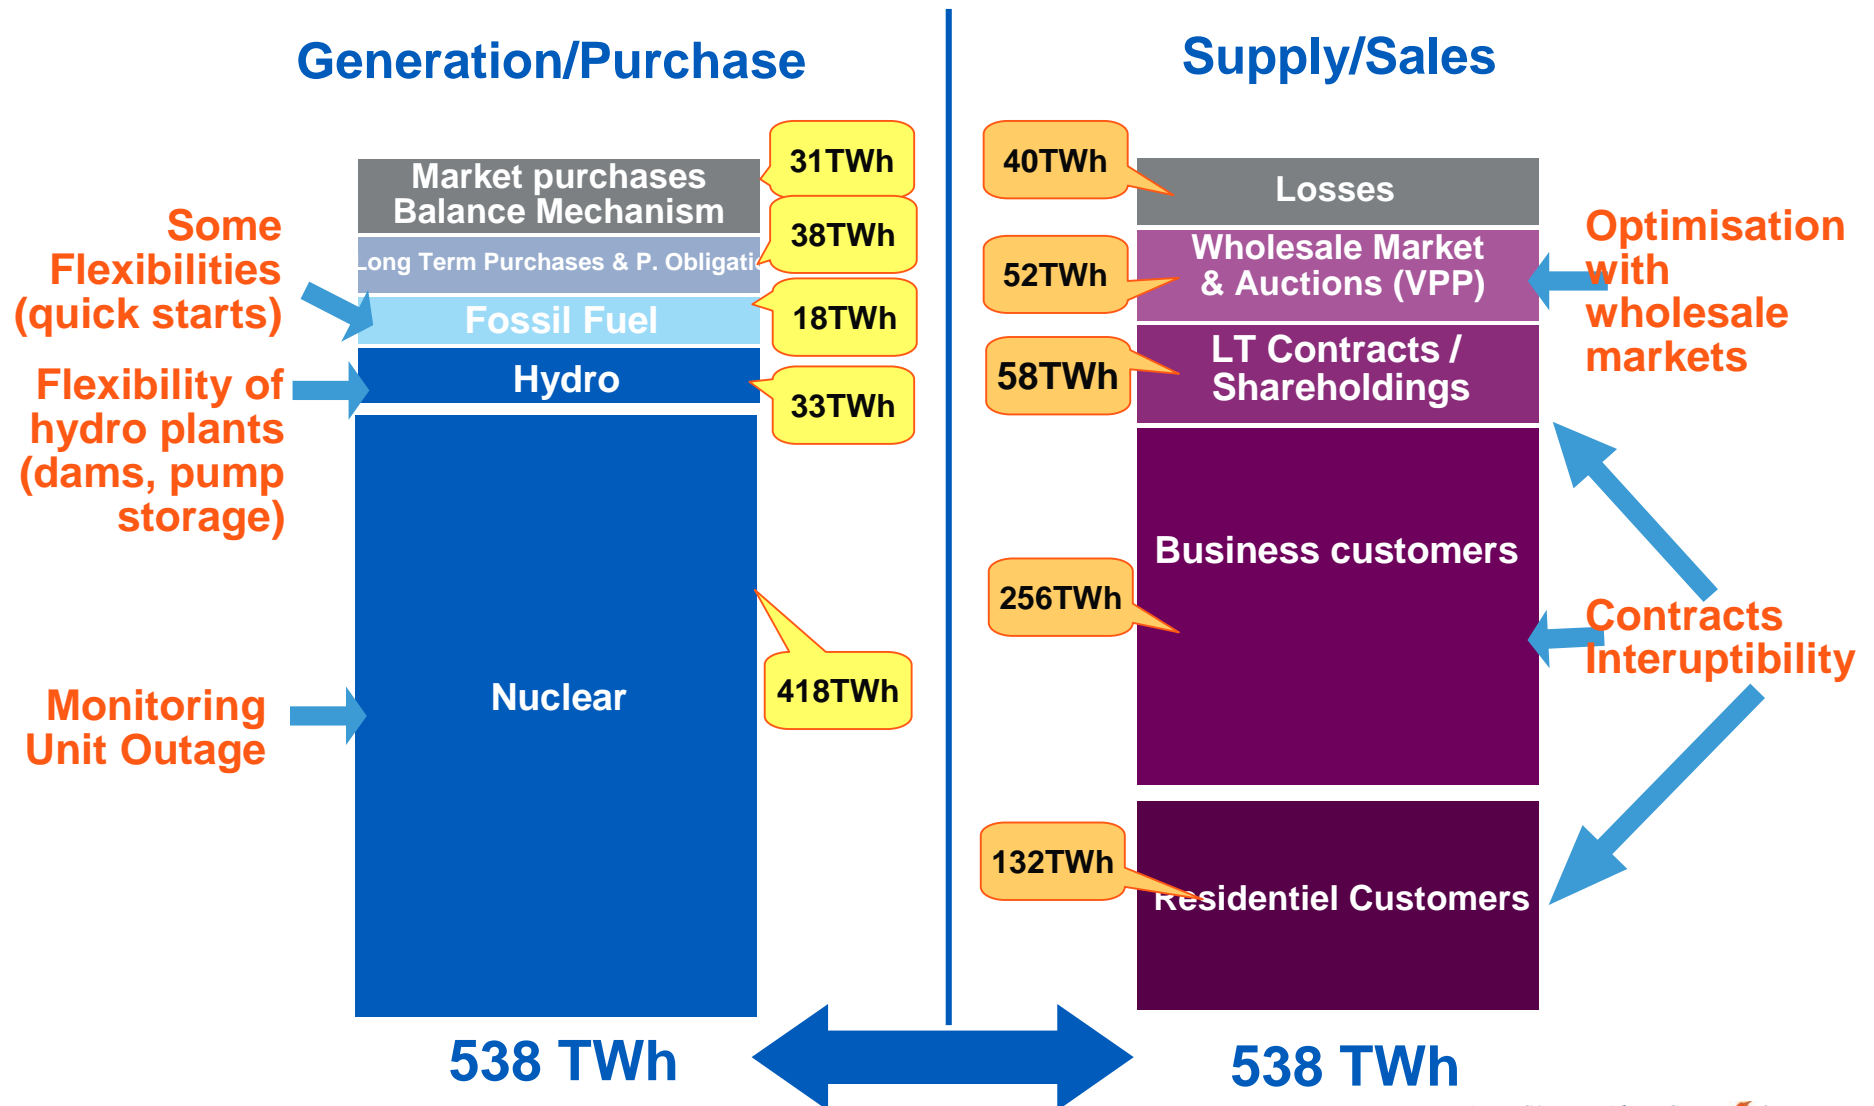 Generation/Purchase
Supply/Sales
Market purchases
Balance Mechanism
31TWh
Long Term Purchases & P. Obligatio
38TWh
Fossil Fuel
18TWh
Hydro
33TWh
Nuclear
418TWh
Some
Flexibilities
(quick starts)
Flexibility of
hydro plants
(dams, pump
storage)
Monitoring
Unit Outage
538 TWh
40TWh
Losses
52TWh
Wholesale Market
& Auctions (VPP)
58TWh
LT Contracts /
Shareholdings
256TWh
Business customers
132TWh
Residentiel Customers
Optimisation
with
wholesale
markets
Contracts
Interuptibility
538 TWh